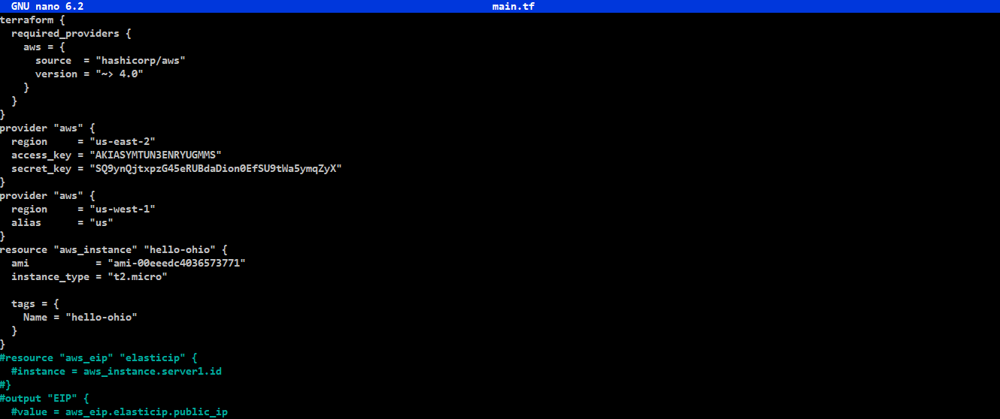 GNU nano 6.2 main.tf
terraform {
  required_providers {
    aws = {
      source  = "hashicorp/aws"
      version = "~> 4.0"
    }
  }
}
provider "aws" {
  region     = "us-east-2"
  access_key = "AKIASYMTUN3ENRYUGMMS"
  secret_key = "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"
}
provider "aws" {
  region     = "us-west-1"
  alias      = "us"
}
resource "aws_instance" "hello-ohio" {
  ami           = "ami-00eeedc4036573771"
  instance_type = "t2.micro"

  tags = {
    Name = "hello-ohio"
  }
}
#resource "aws_eip" "elasticip" {
  #instance = aws_instance.server1.id
#}
#output "EIP" {
  #value = aws_eip.elasticip.public_ip